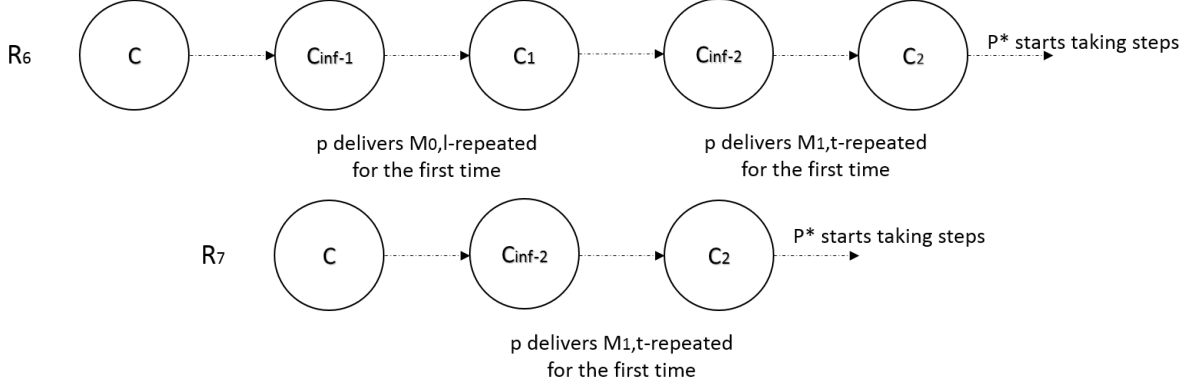 R6
C
Cinf-1
C1
Cinf-2
C2
P* starts taking steps
p delivers M0,l-repeated
for the first time
p delivers M1,t-repeated
for the first time
R7
C
Cinf-2
C2
P* starts taking steps
p delivers M1,t-repeated
for the first time